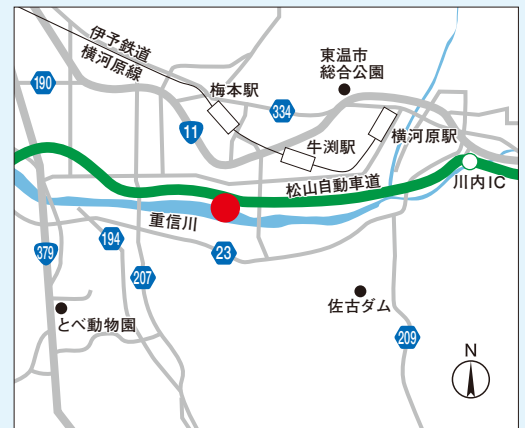 伊予鉄道
横河原線
東温市
総合公園
190
梅本駅
334
11
牛渕駅
横河原駅
松山自動車道
川内IC
重信川
194
23
379
207
佐古ダム
とべ動物園
209
N